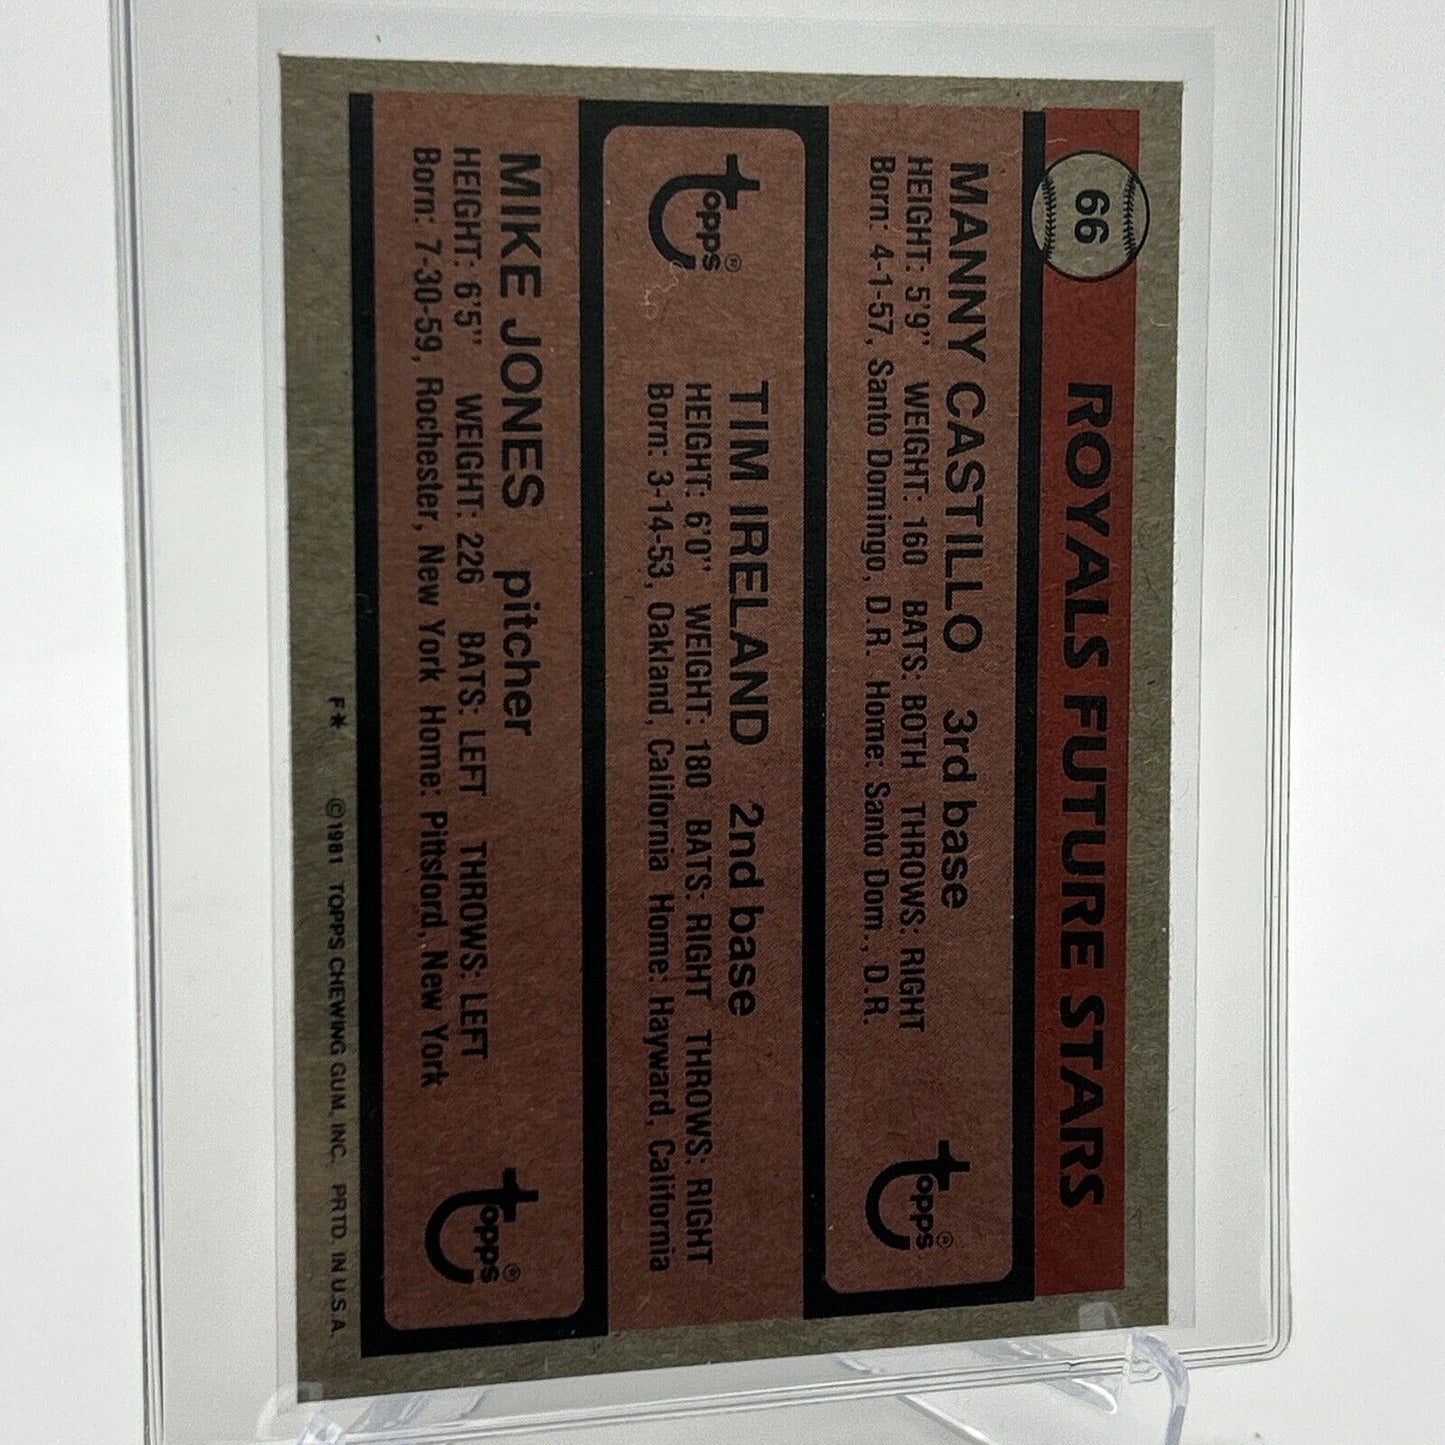 66
ROYALS FUTURE STARS
MANNY CASTILLO 3rd base
HEIGHT: 5'9" WEIGHT: 160 BATS: BOTH THROWS: RIGHT
Born: 4-1-57, Santo Domingo, D.R. Home: Santo Dom., D.R.
topps®
topps®
TIM IRELAND 2nd base
HEIGHT: 6'0" WEIGHT: 180 BATS: RIGHT THROWS: RIGHT
Born: 3-14-53, Oakland, California Home: Hayward, California
MIKE JONES pitcher
HEIGHT: 6'5" WEIGHT: 226 BATS: LEFT THROWS: LEFT
Born: 7-30-59, Rochester, New York Home: Pittsford, New York
topps®
F* ©1981 TOPPS CHEWING GUM, INC. PRTD. IN U.S.A.